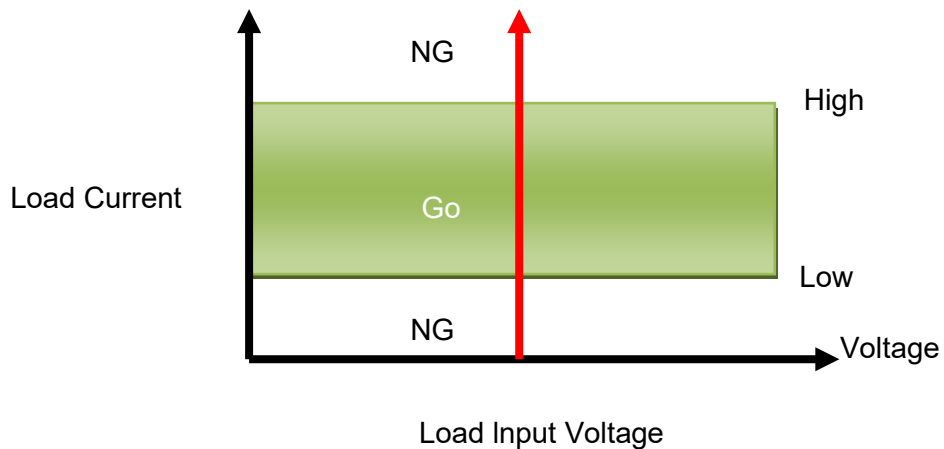 NG
High
Load Current
Go
Low
NG
Voltage
Load Input Voltage